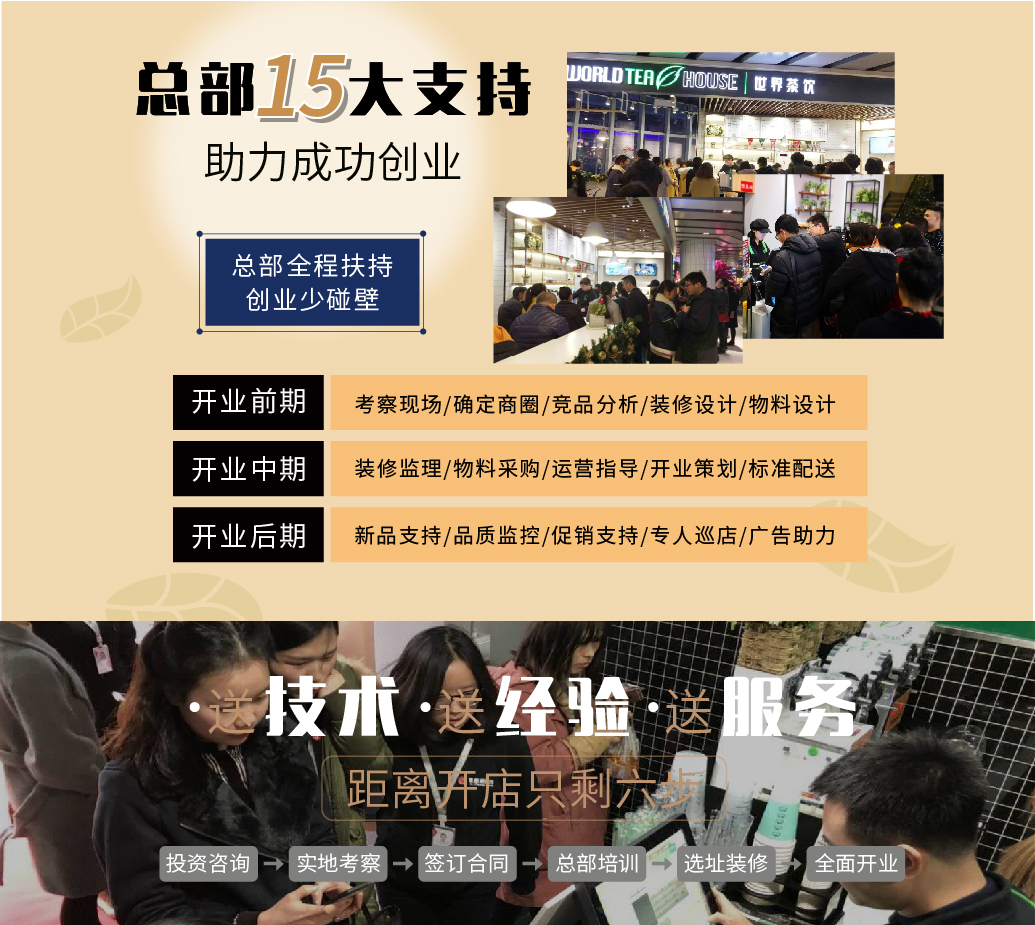 总部15大支持
助力成功创业
WORLD TEA HOUSE 世界茶饮
总部全程扶持
创业少碰壁
开业前期 考察现场/确定商圈/竞品分析/装修设计/物料设计
开业中期 装修监理/物料采购/运营指导/开业策划/标准配送
开业后期 新品支持/品质监控/促销支持/专人巡店/广告助力
·送技术·送经验·送服务
距离开店只剩六步
投资咨询→实地考察→签订合同→总部培训→选址装修→全面开业